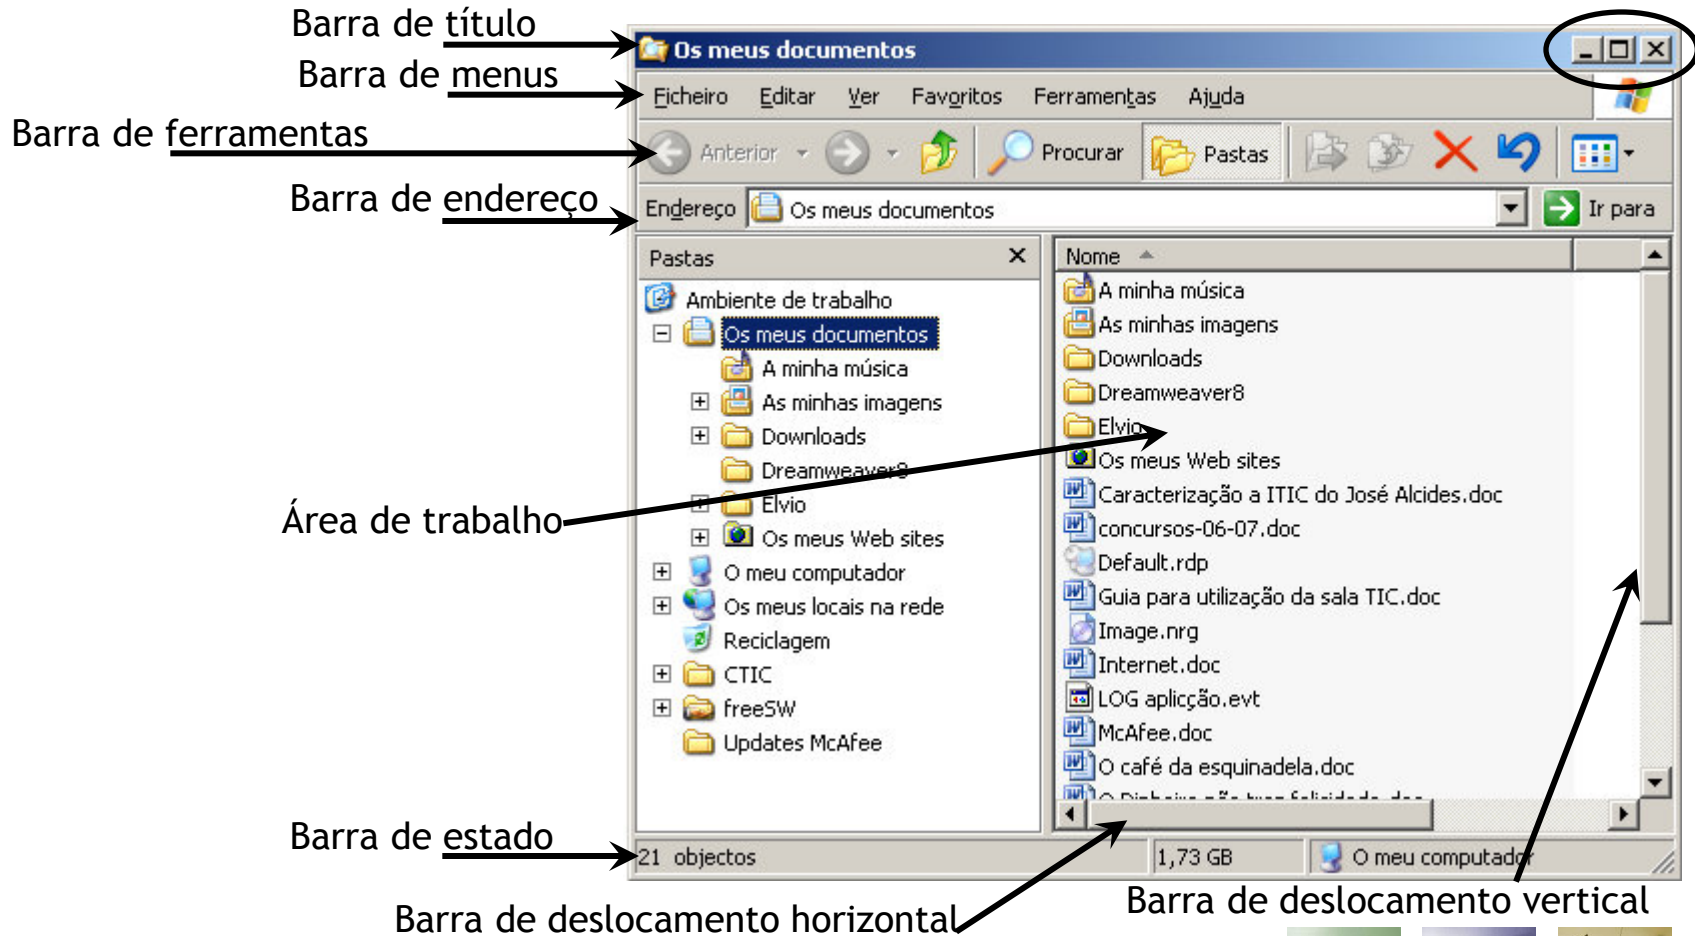 Barra de título
Barra de menus
Barra de ferramentas
Barra de endereço
Área de trabalho
Barra de estado
Barra de deslocamento horizontal
Barra de deslocamento vertical
Os meus documentos
Ficheiro Editar Ver Favoritos Ferramentas Ajuda
Anterior Procurar Pastas
Endereço Os meus documentos Ir para
Pastas
Ambiente de trabalho
Os meus documentos
A minha música
As minhas imagens
Downloads
Dreamweaver8
Elvio
Os meus Web sites
O meu computador
Os meus locais na rede
Reciclagem
CTIC
freeSW
Updates McAfee
Nome
A minha música
As minhas imagens
Downloads
Dreamweaver8
Elvio
Os meus Web sites
Caracterização a ITIC do José Alcides.doc
concursos-06-07.doc
Default.rdp
Guia para utilização da sala TIC.doc
Image.nrg
Internet.doc
LOG aplicção.evt
McAfee.doc
O café da esquinadela.doc
21 objectos 1,73 GB O meu computador